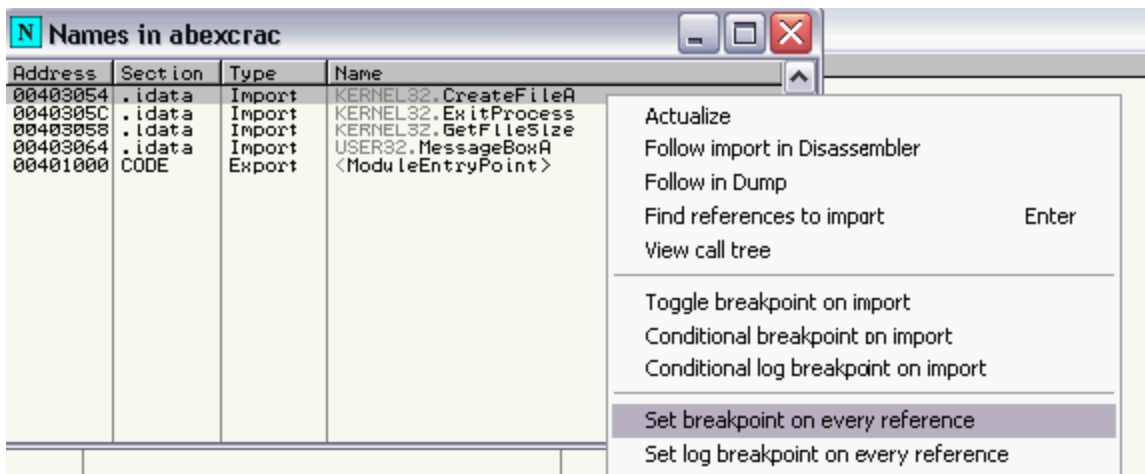 N Names in abexcrac
Address Section Type Name
00403054 .idata Import KERNEL32.CreateFileA
0040305C .idata Import KERNEL32.ExitProcess
00403058 .idata Import KERNEL32.GetFileSize
00403064 .idata Import USER32.MessageBoxA
00401000 CODE Export <ModuleEntryPoint>
Actualize
Follow import in Disassembler
Follow in Dump
Find references to import Enter
View call tree
Toggle breakpoint on import
Conditional breakpoint on import
Conditional log breakpoint on import
Set breakpoint on every reference
Set log breakpoint on every reference